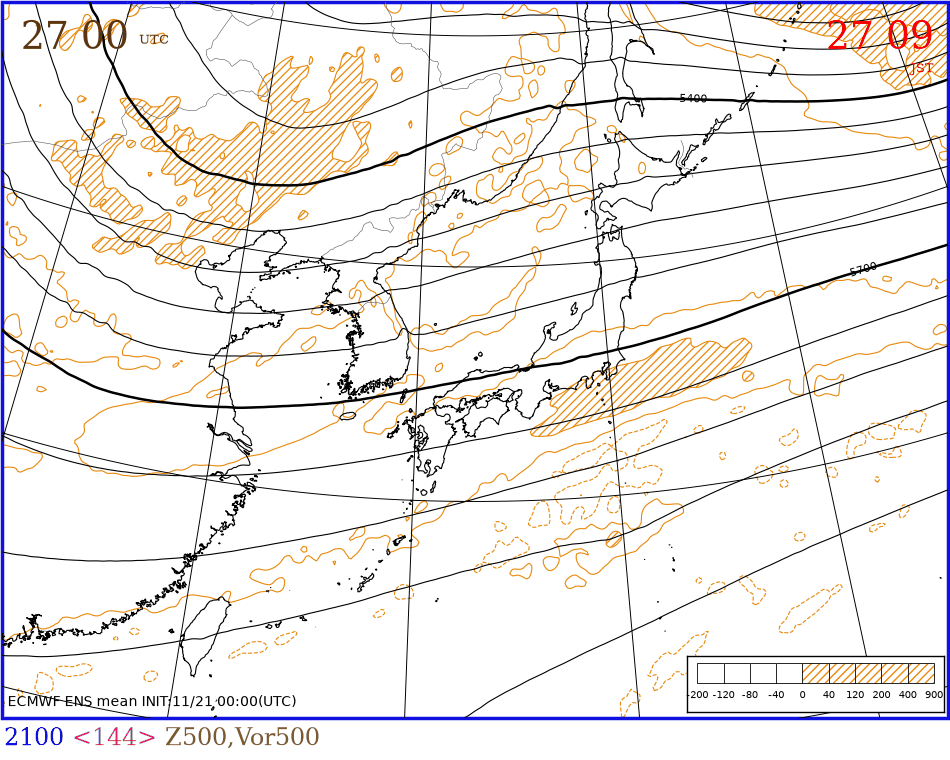 27 00 UTC
27 09
JST
5400
5700
-200 -120 -80 -40 0 40 120 200 400 900
ECMWF ENS mean INIT:11/21 00:00(UTC)
2100 <144> Z500,Vor500